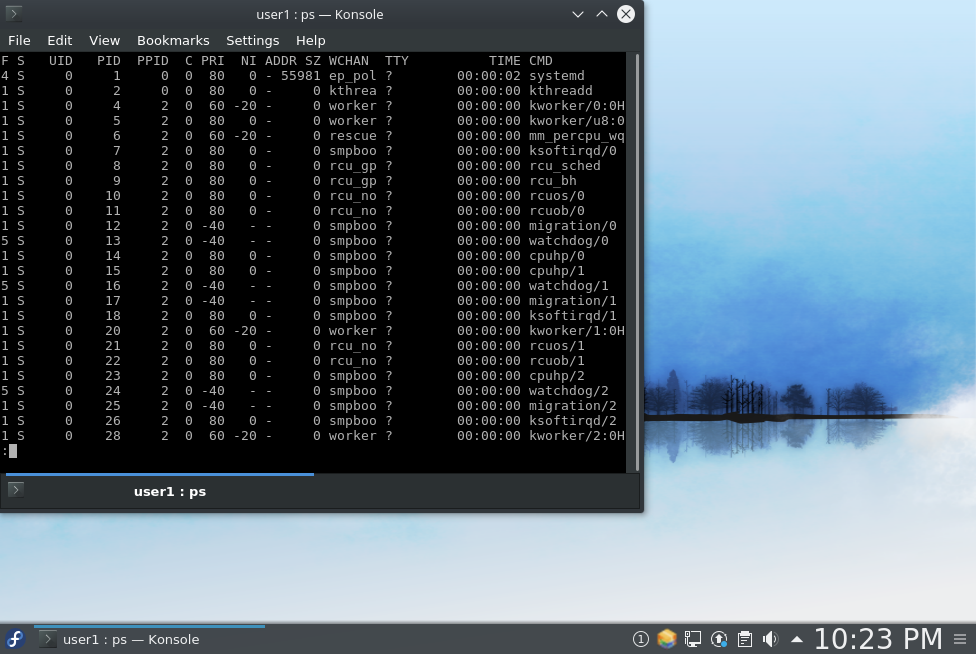 user1 : ps — Konsole
File Edit View Bookmarks Settings Help
F S   UID   PID  PPID  C PRI  NI ADDR SZ WCHAN  TTY          TIME CMD
4 S     0     1     0  0  80   0 - 55981 ep_pol ?        00:00:02 systemd
1 S     0     2     0  0  80   0 -     0 kthrea ?        00:00:00 kthreadd
1 S     0     4     2  0  60 -20 -     0 worker ?        00:00:00 kworker/0:0H
1 S     0     5     2  0  80   0 -     0 worker ?        00:00:00 kworker/u8:0
1 S     0     6     2  0  60 -20 -     0 rescue ?        00:00:00 mm_percpu_wq
1 S     0     7     2  0  80   0 -     0 smpboo ?        00:00:00 ksoftirqd/0
1 S     0     8     2  0  80   0 -     0 rcu_gp ?        00:00:00 rcu_sched
1 S     0     9     2  0  80   0 -     0 rcu_gp ?        00:00:00 rcu_bh
1 S     0    10     2  0  80   0 -     0 rcu_no ?        00:00:00 rcuos/0
1 S     0    11     2  0  80   0 -     0 rcu_no ?        00:00:00 rcuob/0
1 S     0    12     2  0 -40   - -     0 smpboo ?        00:00:00 migration/0
5 S     0    13     2  0 -40   - -     0 smpboo ?        00:00:00 watchdog/0
1 S     0    14     2  0  80   0 -     0 smpboo ?        00:00:00 cpuhp/0
1 S     0    15     2  0  80   0 -     0 smpboo ?        00:00:00 cpuhp/1
5 S     0    16     2  0 -40   - -     0 smpboo ?        00:00:00 watchdog/1
1 S     0    17     2  0 -40   - -     0 smpboo ?        00:00:00 migration/1
1 S     0    18     2  0  80   0 -     0 smpboo ?        00:00:00 ksoftirqd/1
1 S     0    20     2  0  60 -20 -     0 worker ?        00:00:00 kworker/1:0H
1 S     0    21     2  0  80   0 -     0 rcu_no ?        00:00:00 rcuos/1
1 S     0    22     2  0  80   0 -     0 rcu_no ?        00:00:00 rcuob/1
1 S     0    23     2  0  80   0 -     0 smpboo ?        00:00:00 cpuhp/2
5 S     0    24     2  0 -40   - -     0 smpboo ?        00:00:00 watchdog/2
1 S     0    25     2  0 -40   - -     0 smpboo ?        00:00:00 migration/2
1 S     0    26     2  0  80   0 -     0 smpboo ?        00:00:00 ksoftirqd/2
1 S     0    28     2  0  60 -20 -     0 worker ?        00:00:00 kworker/2:0H
:
user1 : ps
user1 : ps — Konsole
1
10:23 PM